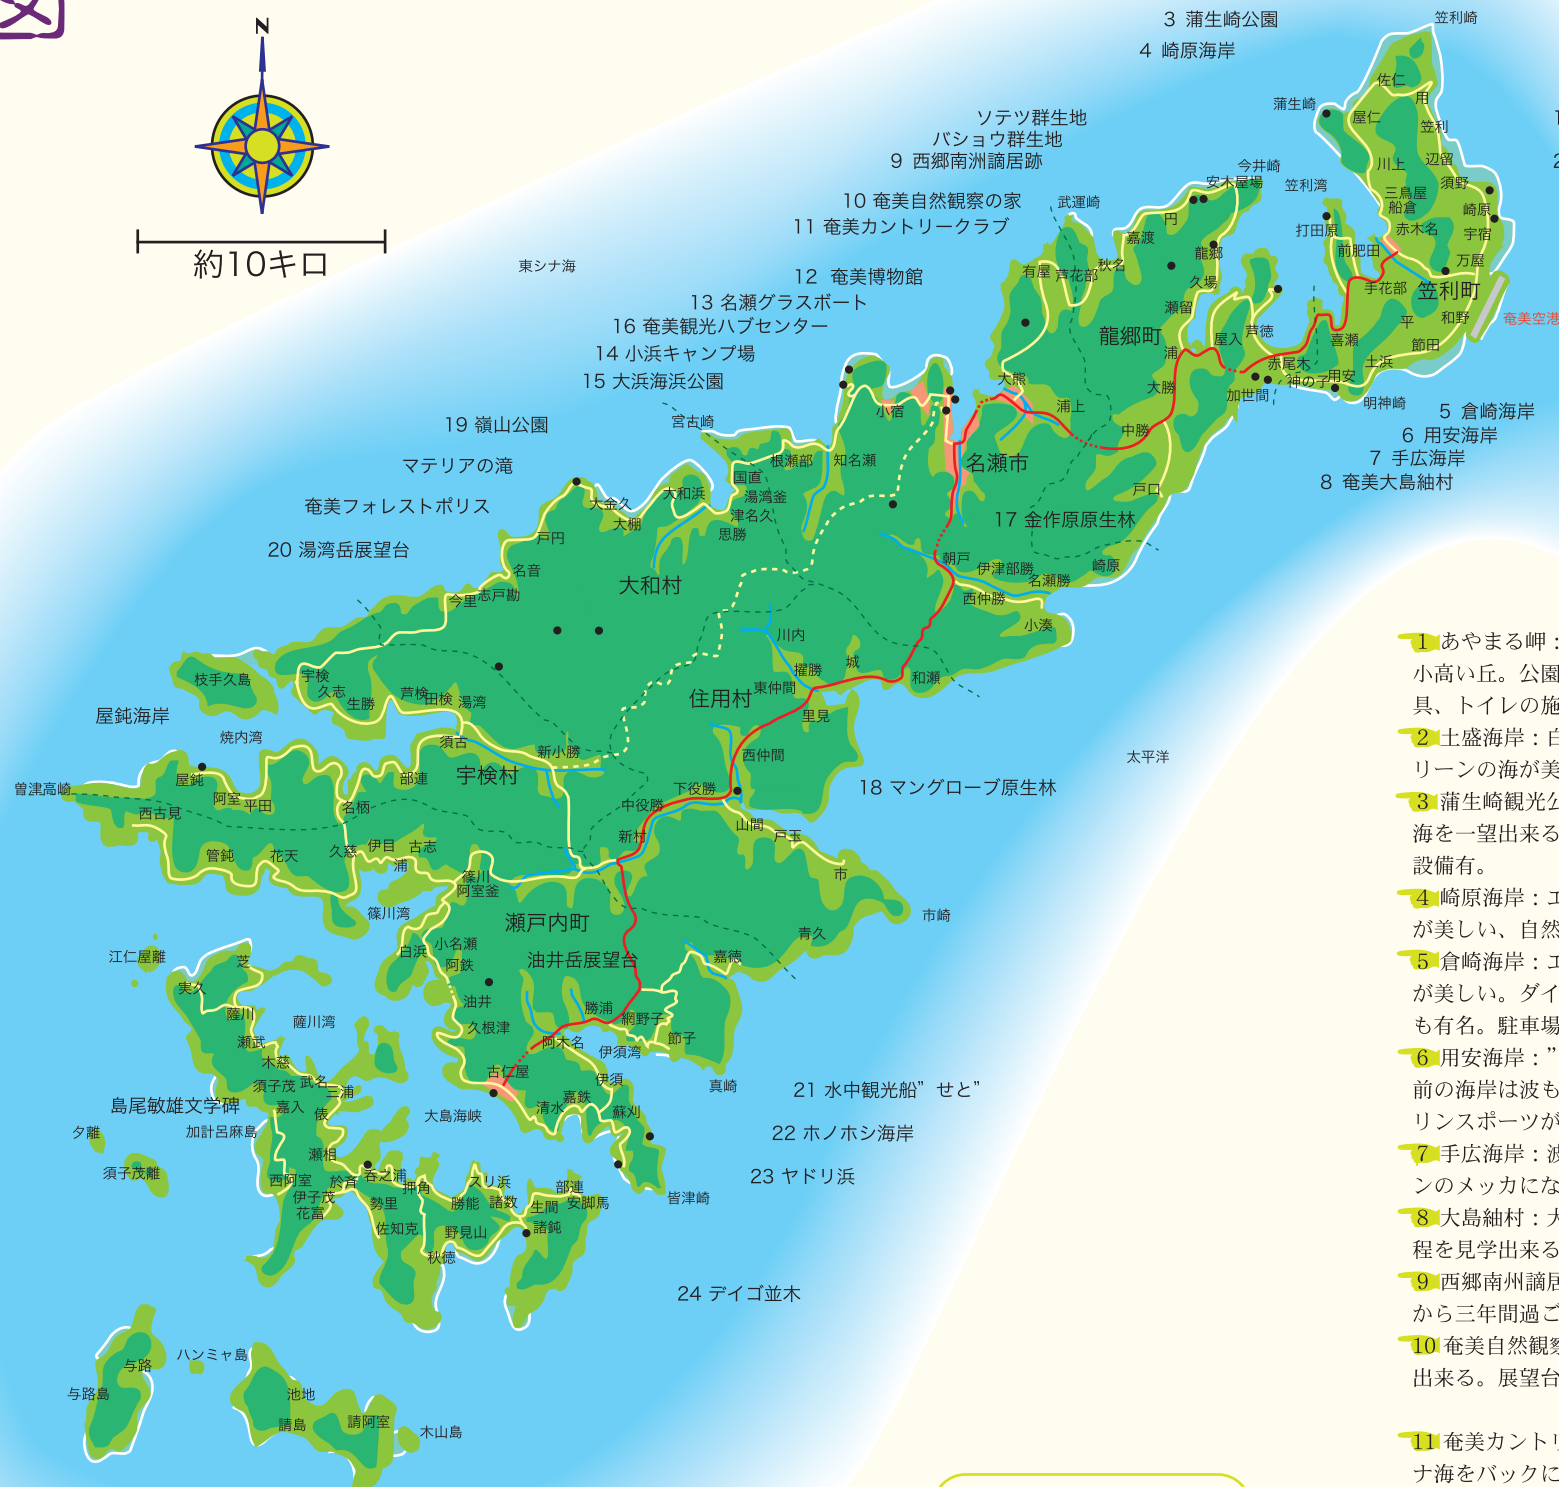 図
N
約10キロ
3 蒲生崎公園
4 崎原海岸
笠利崎
佐仁
用
蒲生崎
屋仁
笠利
川上
辺留
須野
三鳥屋
船倉
崎原
赤木名
宇宿
万屋
ソテツ群生地
バショウ群生地
9 西郷南洲謫居跡
10 奄美自然観察の家
11 奄美カントリークラブ
12 奄美博物館
13 名瀬グラスボート
16 奄美観光ハブセンター
14 小浜キャンプ場
15 大浜海浜公園
東シナ海
今井崎
安木屋場
笠利湾
武運崎
円
嘉渡
打田原
前肥田
龍郷
秋名
有屋
芦花部
久場
手花部
笠利町
瀬留
平
和野
奄美空港
龍郷町
屋入
芦徳
喜瀬
節田
浦
赤尾木
土浜
神の子
用安
大勝
加世間
明神崎
大熊
浦上
中勝
小宿
5 倉崎海岸
6 用安海岸
7 手広海岸
8 奄美大島紬村
19 嶺山公園
宮古崎
マテリアの滝
根瀬部
知名瀬
名瀬市
国直
大和浜
湯湾釜
戸口
奄美フォレストポリス
大金久
津名久
大棚
思勝
17 金作原原生林
20 湯湾岳展望台
戸円
名音
朝戸
伊津部勝
崎原
名瀬勝
大和村
今里
志戸勘
西仲勝
小湊
川内
枝手久島
宇検
久志
生勝
芦検
田検
湯湾
擢勝
城
東仲間
和瀬
住用村
里見
屋鈍海岸
焼内湾
須古
新小勝
西仲間
太平洋
曽津高崎
屋鈍
阿室
平田
部連
宇検村
下役勝
18 マングローブ原生林
西古見
名柄
中役勝
新村
山間
戸玉
管鈍
花天
久慈
伊目
古志
浦
篠川
阿室釜
市
篠川湾
瀬戸内町
市崎
青久
江仁屋離
芝
白浜
小名瀬
阿鉄
油井岳展望台
嘉徳
実久
薩川
薩川湾
油井
勝浦
網野子
瀬武
久根津
阿木名
節子
伊須湾
木慈
須子茂
武名
三浦
古仁屋
伊須
真崎
島尾敏雄文学碑
嘉入
俵
大島海峡
清水
嘉鉄
蘇刈
21 水中観光船”せと”
夕離
加計呂麻島
22 ホノホシ海岸
須子茂離
瀬相
西阿室
於斉
呑之浦
押角
スリ浜
部連
23 ヤドリ浜
伊子茂
花富
勢里
勝能
諸数
生間
安脚馬
皆津崎
佐知克
野見山
諸鈍
秋徳
24 デイゴ並木
与路
ハンミャ島
与路島
池地
請島
請阿室
木山島
1 あやまる岬：
小高い丘。公園
具、トイレの施
2 土盛海岸：白
リーンの海が美
3 蒲生崎観光公
海を一望出来る
設備有。
4 崎原海岸：エ
が美しい、自然
5 倉崎海岸：エ
が美しい。ダイ
も有名。駐車場
6 用安海岸：”
前の海岸は波も
リンスポーツが
7 手広海岸：波
ンのメッカにな
8 大島紬村：大
程を見学出来る
9 西郷南州謫居
から三年間過ご
10 奄美自然観察
出来る。展望台
11 奄美カントリ
ナ海をバックに